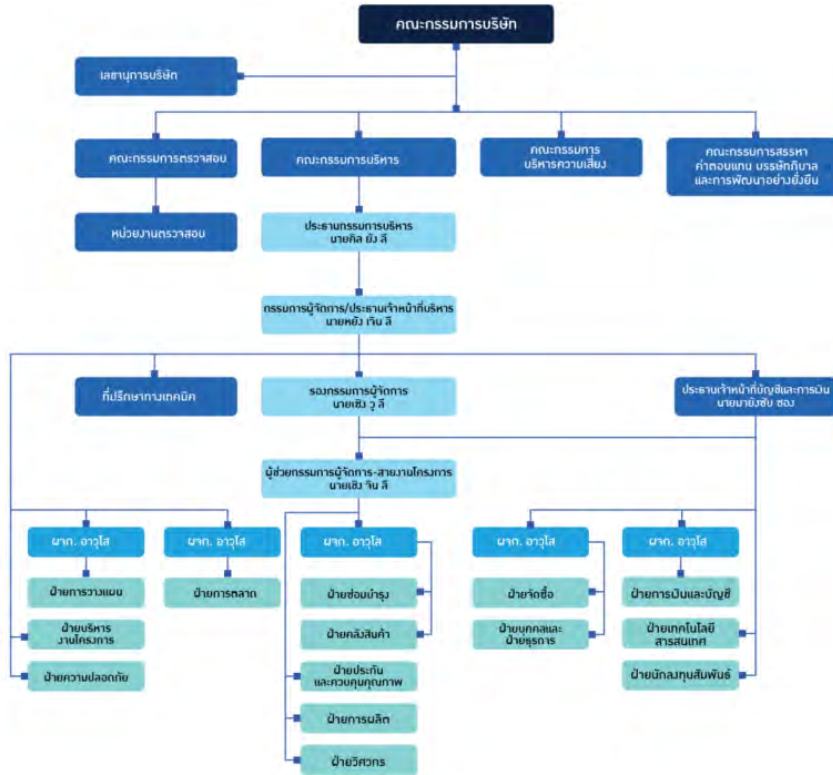 คณะกรรมการบริษัท
เลขานุการบริษัท
คณะกรรมการตรวจสอบ
คณะกรรมการบริหาร
คณะกรรมการ
บริหารความเสี่ยง
คณะกรรมการสรรหา
ค่าตอบแทน บรรษัทภิบาล
และการพัฒนาอย่างยั่งยืน
หน่วยงานตรวจสอบ
ประธานกรรมการบริหาร
นายคิล ยัง ลี
กรรมการผู้จัดการ/ประธานเจ้าหน้าที่บริหาร
นายหยัง เจิน ลี
ที่ปรึกษาทางเทคนิค
รองกรรมการผู้จัดการ
นายเชิง วู ลี
ประธานเจ้าหน้าที่บัญชีและการเงิน
นายมายังซับ ซอง
ผู้ช่วยกรรมการผู้จัดการ-สายงานโครงการ
นายเชิง จิน ลี
ผจก. อาวุโส
ผจก. อาวุโส
ผจก. อาวุโส
ผจก. อาวุโส
ผจก. อาวุโส
ฝ่ายการวางแผน
ฝ่ายการตลาด
ฝ่ายซ่อมบำรุง
ฝ่ายจัดซื้อ
ฝ่ายการเงินและบัญชี
ฝ่ายบริหาร
งานโครงการ
ฝ่ายคลังสินค้า
ฝ่ายบุคคลและ
ฝ่ายธุรการ
ฝ่ายเทคโนโลยี
สารสนเทศ
ฝ่ายความปลอดภัย
ฝ่ายประกัน
และควบคุมคุณภาพ
ฝ่ายนักลงทุนสัมพันธ์
ฝ่ายการผลิต
ฝ่ายวิศวกร